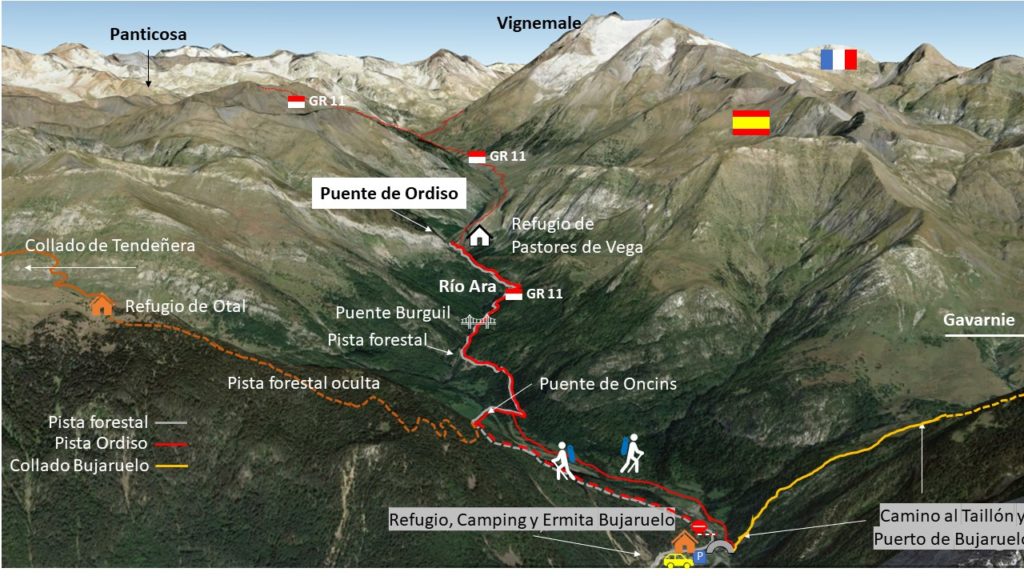 Vignemale
Panticosa
GR 11
GR 11
Puente de Ordiso
Refugio de
Pastores de Vega
Collado de Tendeñera
Río Ara
GR 11
Refugio de Otal
Puente Burguil
Gavarnie
Pista forestal
Pista forestal oculta
Puente de Oncins
Pista forestal
Pista Ordiso
Collado Bujaruelo
Refugio, Camping y Ermita Bujaruelo
Camino al Taillón y
Puerto de Bujaruelo
P